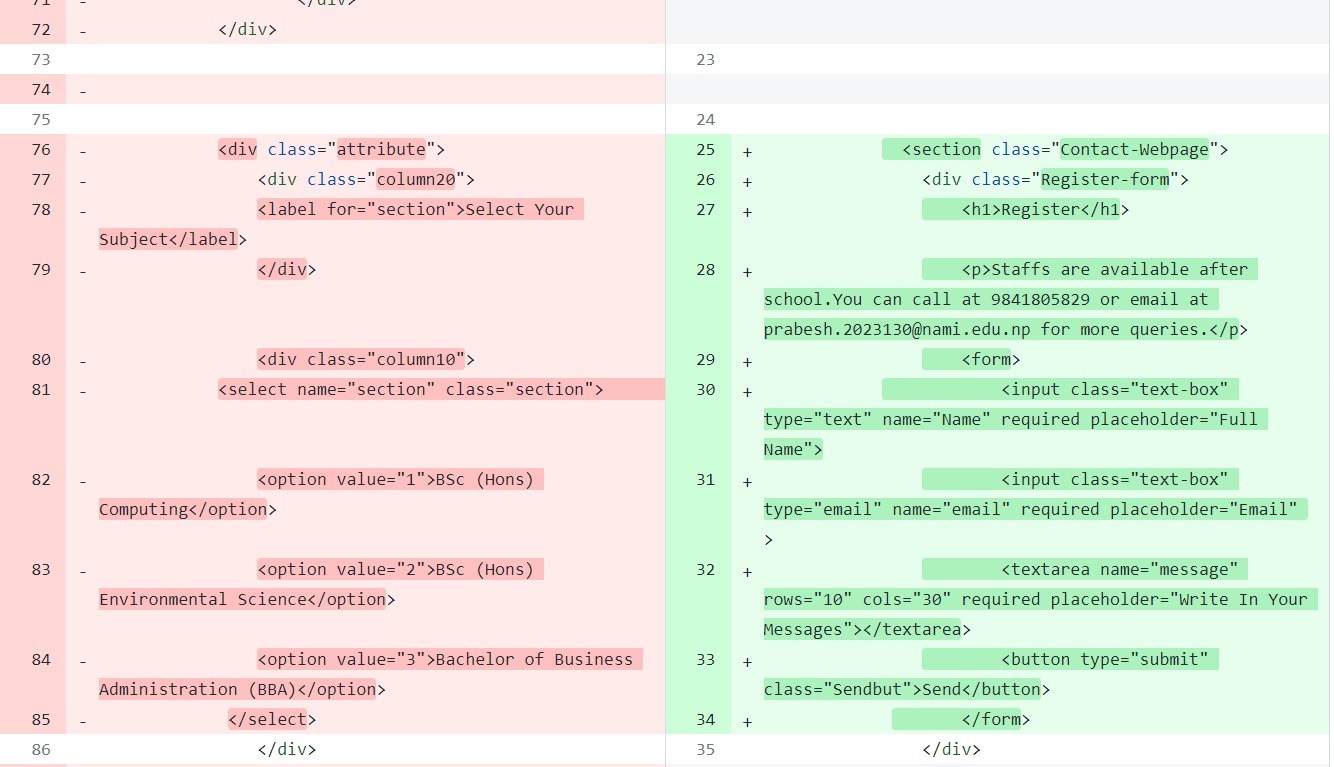 71 - </div>
72 - </div>
73 23
74 -
75 24
76 - <div class="attribute">
77 - <div class="column20">
78 - <label for="section">Select Your
Subject</label>
79 - </div>
80 - <div class="column10">
81 - <select name="section" class="section">
82 - <option value="1">BSc (Hons)
Computing</option>
83 - <option value="2">BSc (Hons)
Environmental Science</option>
84 - <option value="3">Bachelor of Business
Administration (BBA)</option>
85 - </select>
86 </div>
25 + <section class="Contact-Webpage">
26 + <div class="Register-form">
27 + <h1>Register</h1>
28 + <p>Staffs are available after
school.You can call at 9841805829 or email at
prabesh.2023130@nami.edu.np for more queries.</p>
29 + <form>
30 + <input class="text-box"
type="text" name="Name" required placeholder="Full
Name">
31 + <input class="text-box"
type="email" name="email" required placeholder="Email"
>
32 + <textarea name="message"
rows="10" cols="30" required placeholder="Write In Your
Messages"></textarea>
33 + <button type="submit"
class="Sendbut">Send</button>
34 + </form>
35 </div>